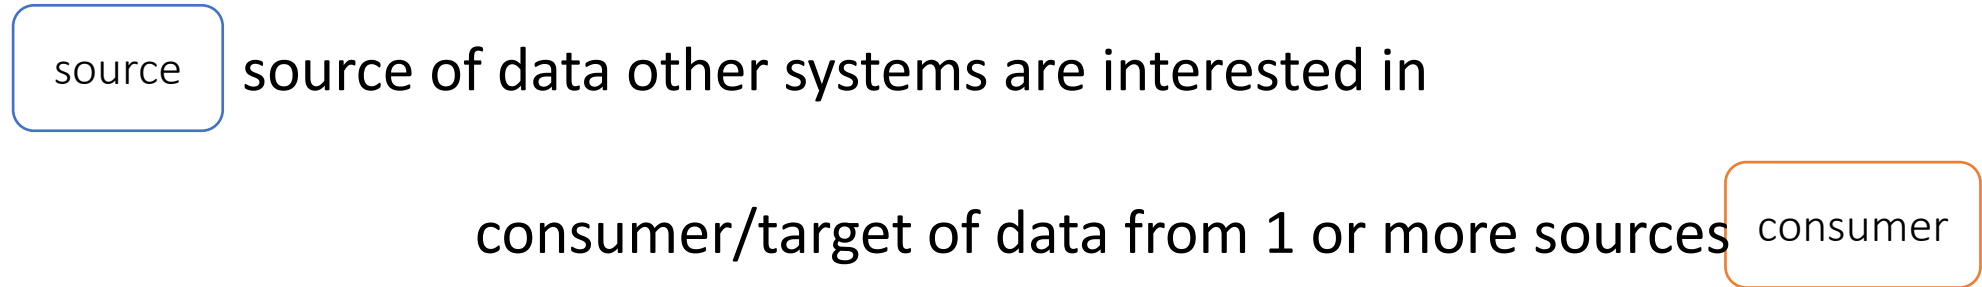 source source of data other systems are interested in
consumer/target of data from 1 or more sources consumer